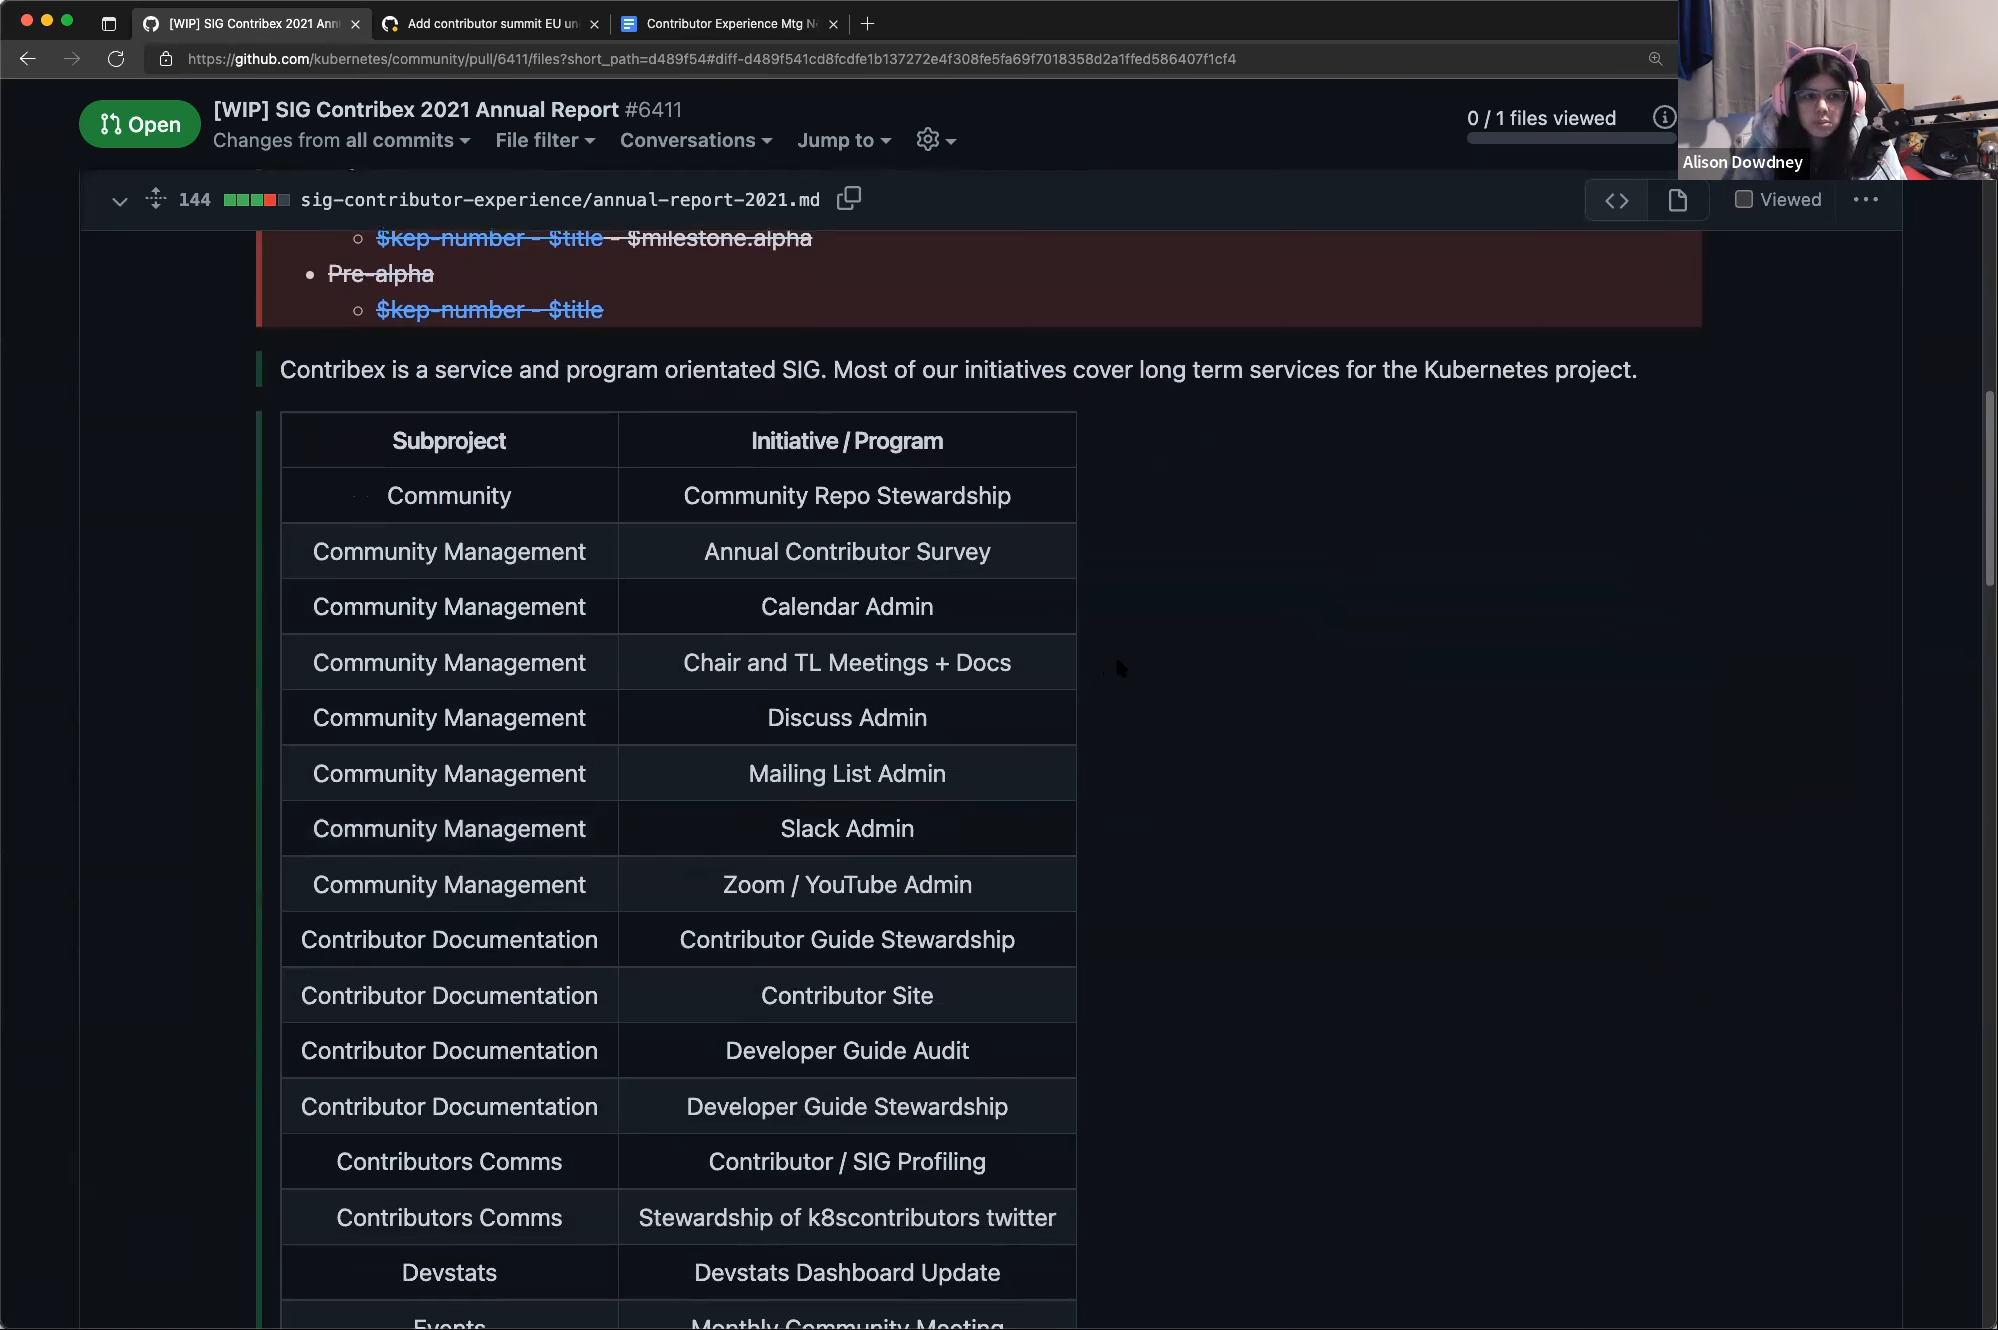 [WIP] SIG Contribex 2021 Ann
Add contributor summit EU un
Contributor Experience Mtg N
https://github.com/kubernetes/community/pull/6411/files?short_path=d489f54#diff-d489f541cd8fcdfe1b137272e4f308fe5fa69f7018358d2a1ffed586407f1cf4
Open
[WIP] SIG Contribex 2021 Annual Report #6411
Changes from all commits File filter Conversations Jump to
0 / 1 files viewed
Alison Dowdney
144 sig-contributor-experience/annual-report-2021.md Viewed
$kep-number - $title - $milestone.alpha
Pre-alpha
$kep-number - $title
Contribex is a service and program orientated SIG. Most of our initiatives cover long term services for the Kubernetes project.
Subproject Initiative / Program
Community Community Repo Stewardship
Community Management Annual Contributor Survey
Community Management Calendar Admin
Community Management Chair and TL Meetings + Docs
Community Management Discuss Admin
Community Management Mailing List Admin
Community Management Slack Admin
Community Management Zoom / YouTube Admin
Contributor Documentation Contributor Guide Stewardship
Contributor Documentation Contributor Site
Contributor Documentation Developer Guide Audit
Contributor Documentation Developer Guide Stewardship
Contributors Comms Contributor / SIG Profiling
Contributors Comms Stewardship of k8scontributors twitter
Devstats Devstats Dashboard Update
Events Monthly Community Meeting